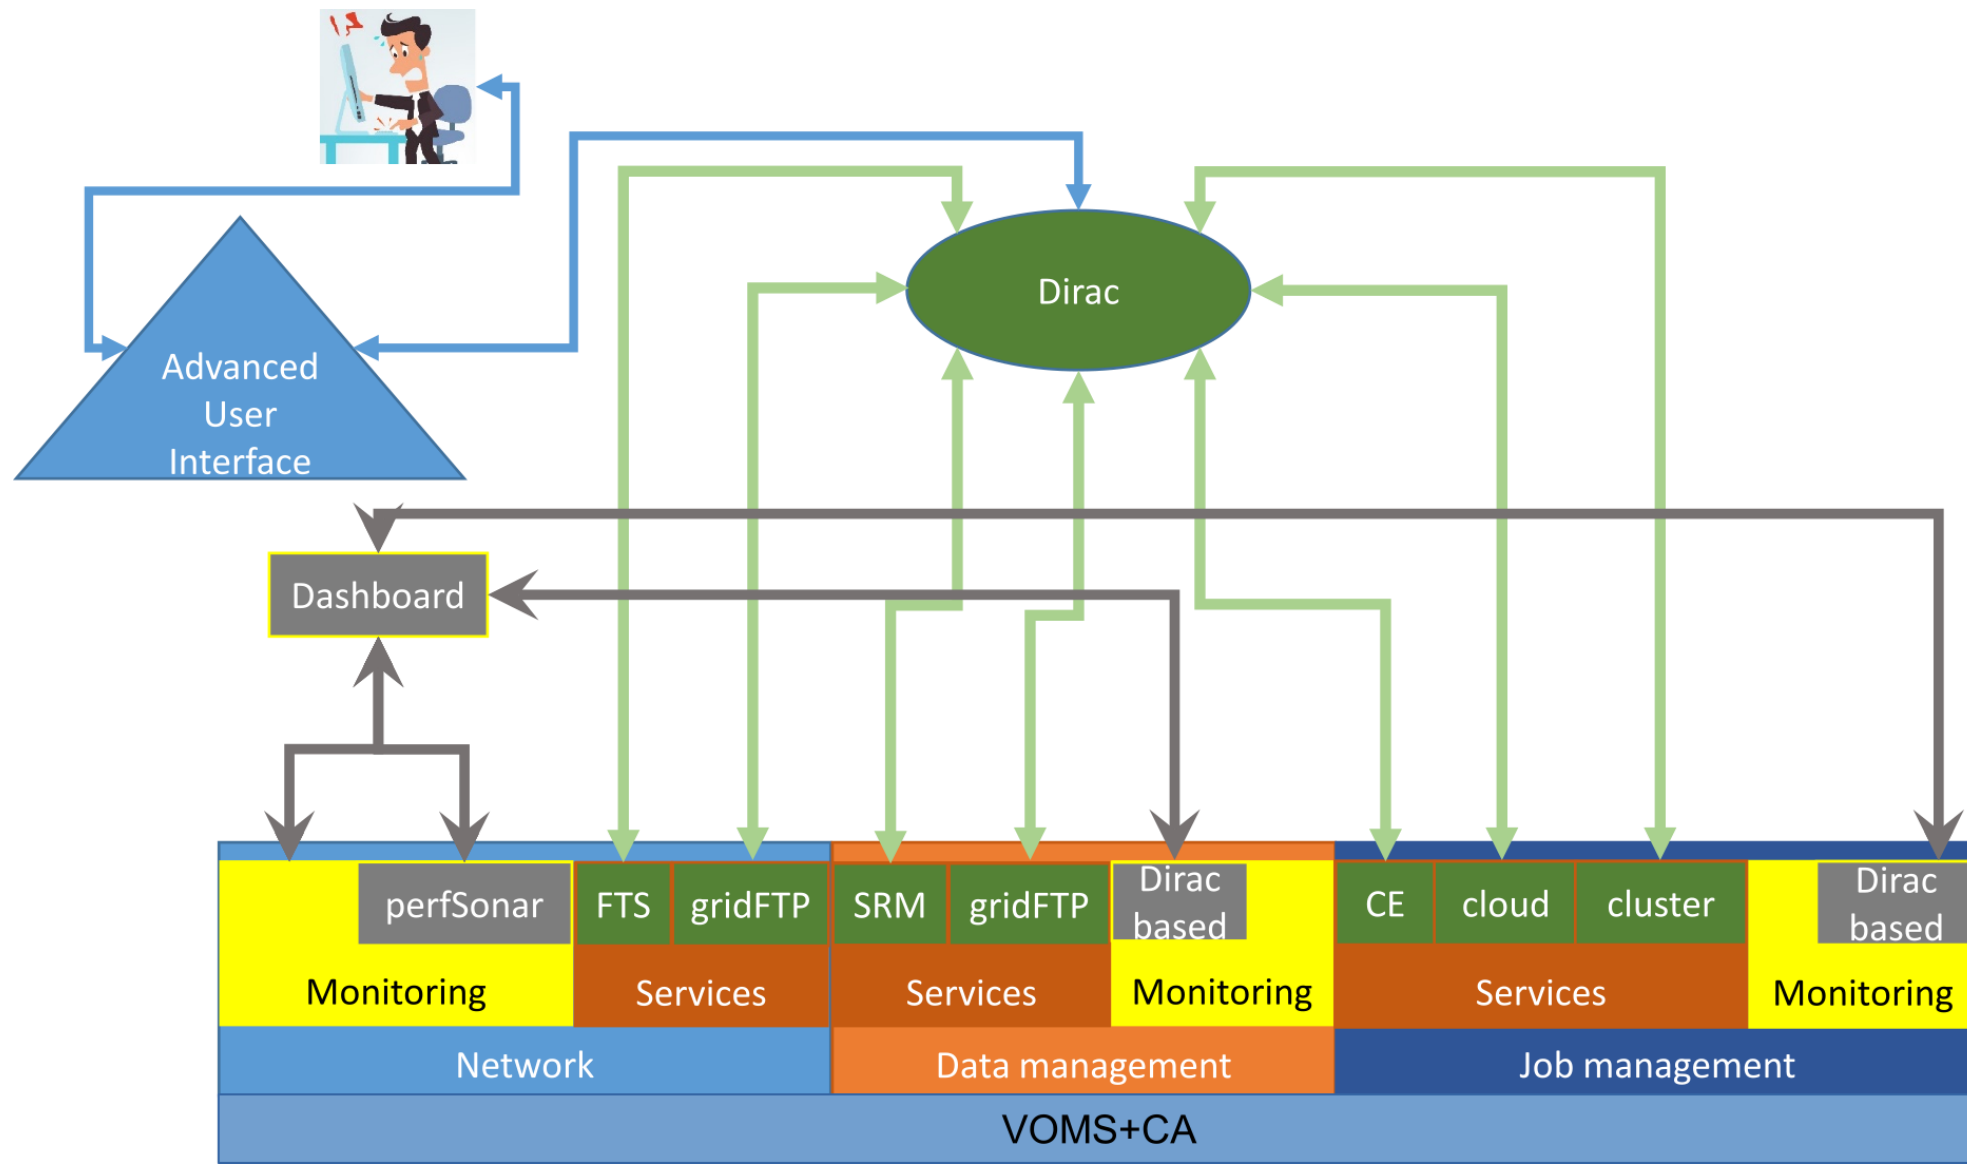 Dirac
Advanced
User
Interface
Dashboard
perfSonar
FTS
gridFTP
SRM
gridFTP
Dirac
based
CE
cloud
cluster
Dirac
based
Monitoring
Services
Services
Monitoring
Services
Monitoring
Network
Data management
Job management
VOMS+CA